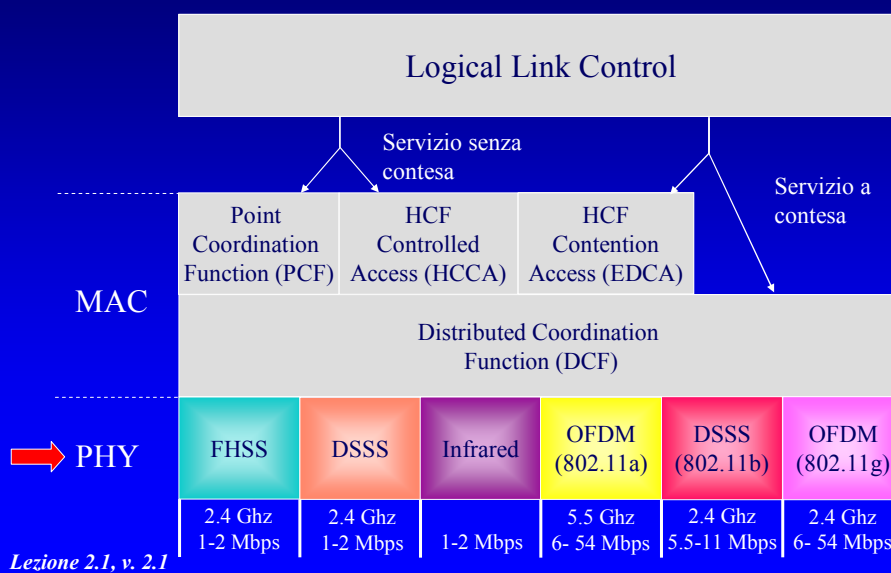 Logical Link Control
Servizio senza
contesa
Servizio a
contesa
Point
Coordination
Function (PCF)
HCF
Controlled
Access (HCCA)
HCF
Contention
Access (EDCA)
MAC
Distributed Coordination
Function (DCF)
PHY
FHSS
DSSS
Infrared
OFDM
(802.11a)
DSSS
(802.11b)
OFDM
(802.11g)
2.4 Ghz
1-2 Mbps
2.4 Ghz
1-2 Mbps
1-2 Mbps
5.5 Ghz
6- 54 Mbps
2.4 Ghz
5.5-11 Mbps
2.4 Ghz
6- 54 Mbps
Lezione 2.1, v. 2.1